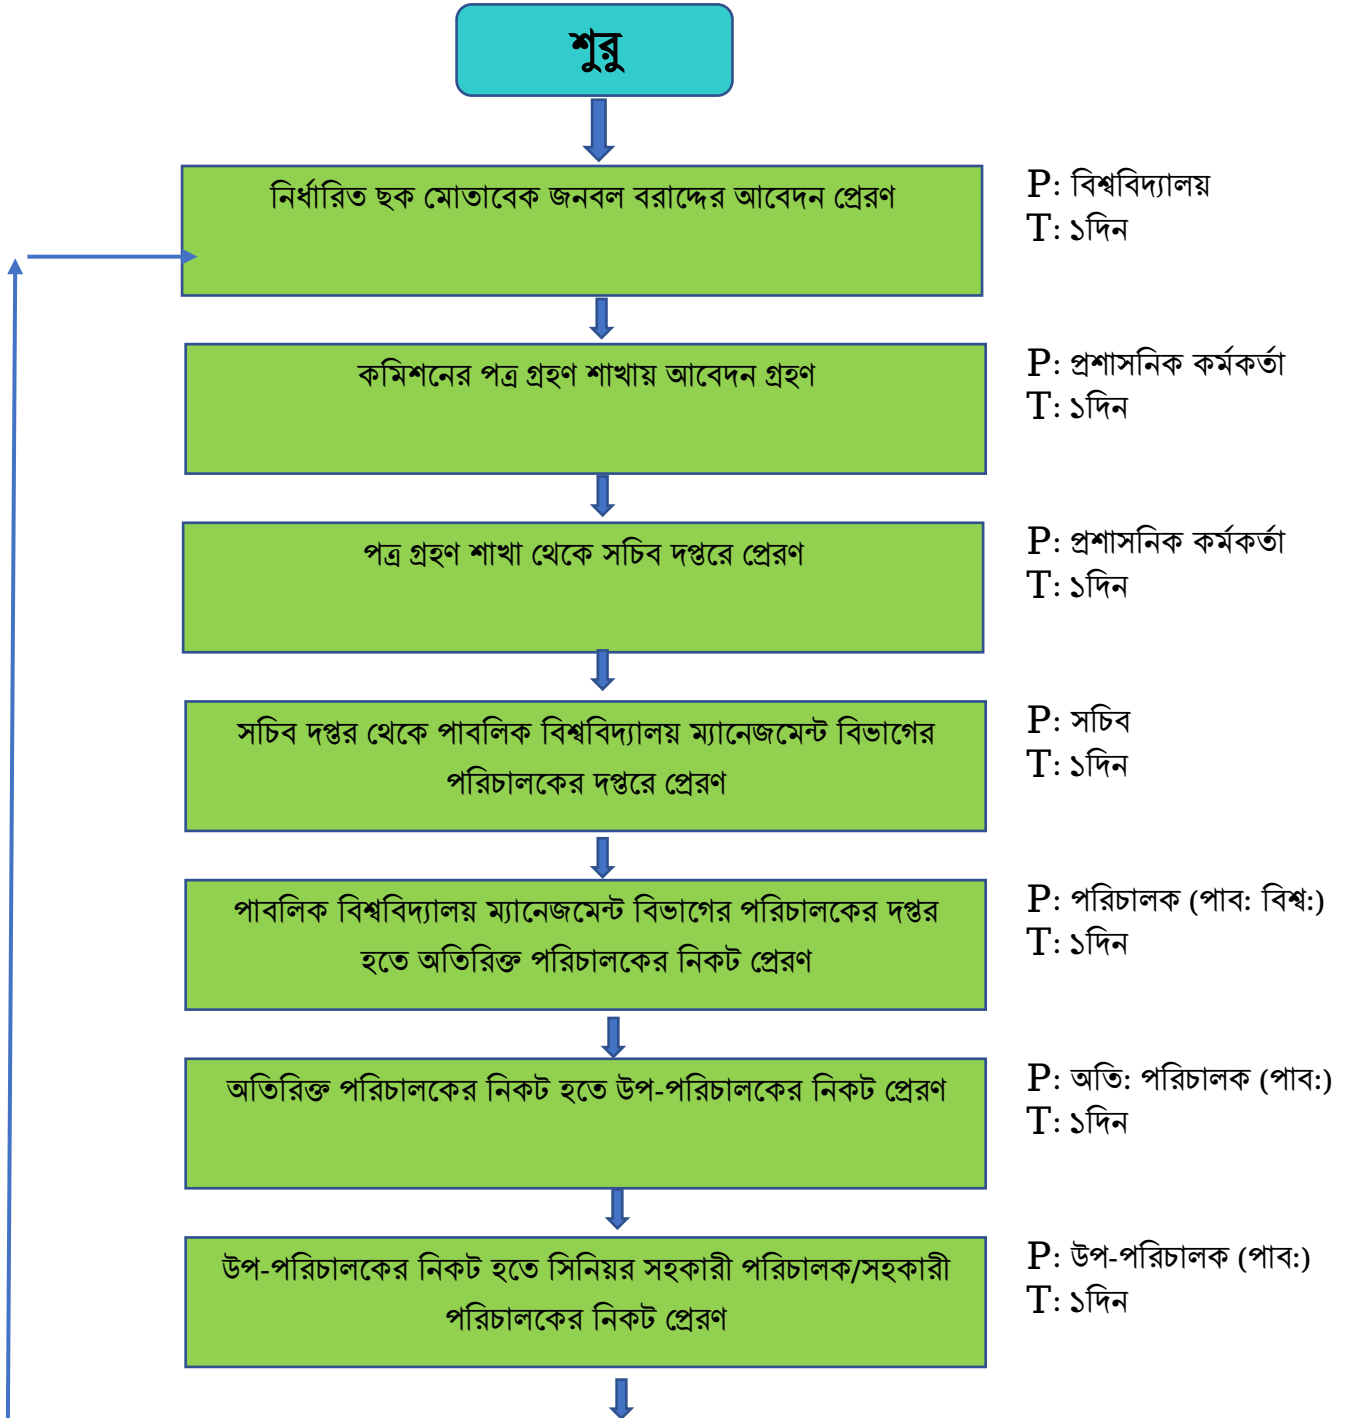 শুরু
নির্ধারিত ছক মোতাবেক জনবল বরাদ্দের আবেদন প্রেরণ
P: বিশ্ববিদ্যালয়
T: ১দিন
কমিশনের পত্র গ্রহণ শাখায় আবেদন গ্রহণ
P: প্রশাসনিক কর্মকর্তা
T: ১দিন
পত্র গ্রহণ শাখা থেকে সচিব দপ্তরে প্রেরণ
P: প্রশাসনিক কর্মকর্তা
T: ১দিন
সচিব দপ্তর থেকে পাবলিক বিশ্ববিদ্যালয় ম্যানেজমেন্ট বিভাগের
পরিচালকের দপ্তরে প্রেরণ
P: সচিব
T: ১দিন
পাবলিক বিশ্ববিদ্যালয় ম্যানেজমেন্ট বিভাগের পরিচালকের দপ্তর
হতে অতিরিক্ত পরিচালকের নিকট প্রেরণ
P: পরিচালক (পাব: বিশ্ব:)
T: ১দিন
অতিরিক্ত পরিচালকের নিকট হতে উপ-পরিচালকের নিকট প্রেরণ
P: অতি: পরিচালক (পাব:)
T: ১দিন
উপ-পরিচালকের নিকট হতে সিনিয়র সহকারী পরিচালক/সহকারী
পরিচালকের নিকট প্রেরণ
P: উপ-পরিচালক (পাব:)
T: ১দিন